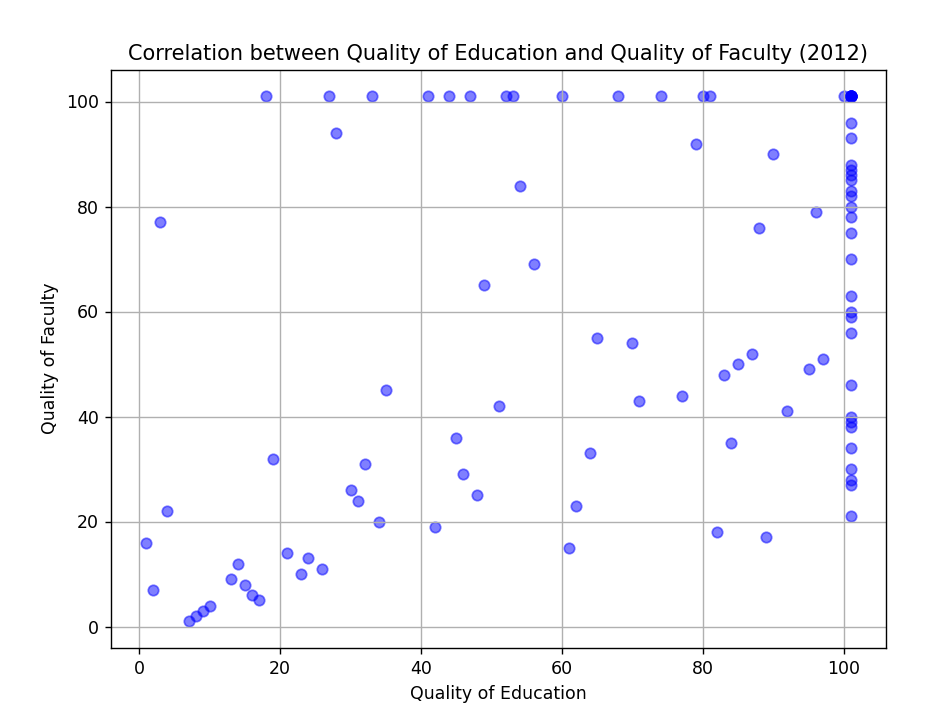 Correlation between Quality of Education and Quality of Faculty (2012)
100
80
60
40
20
0
Quality of Faculty
0 20 40 60 80 100
Quality of Education